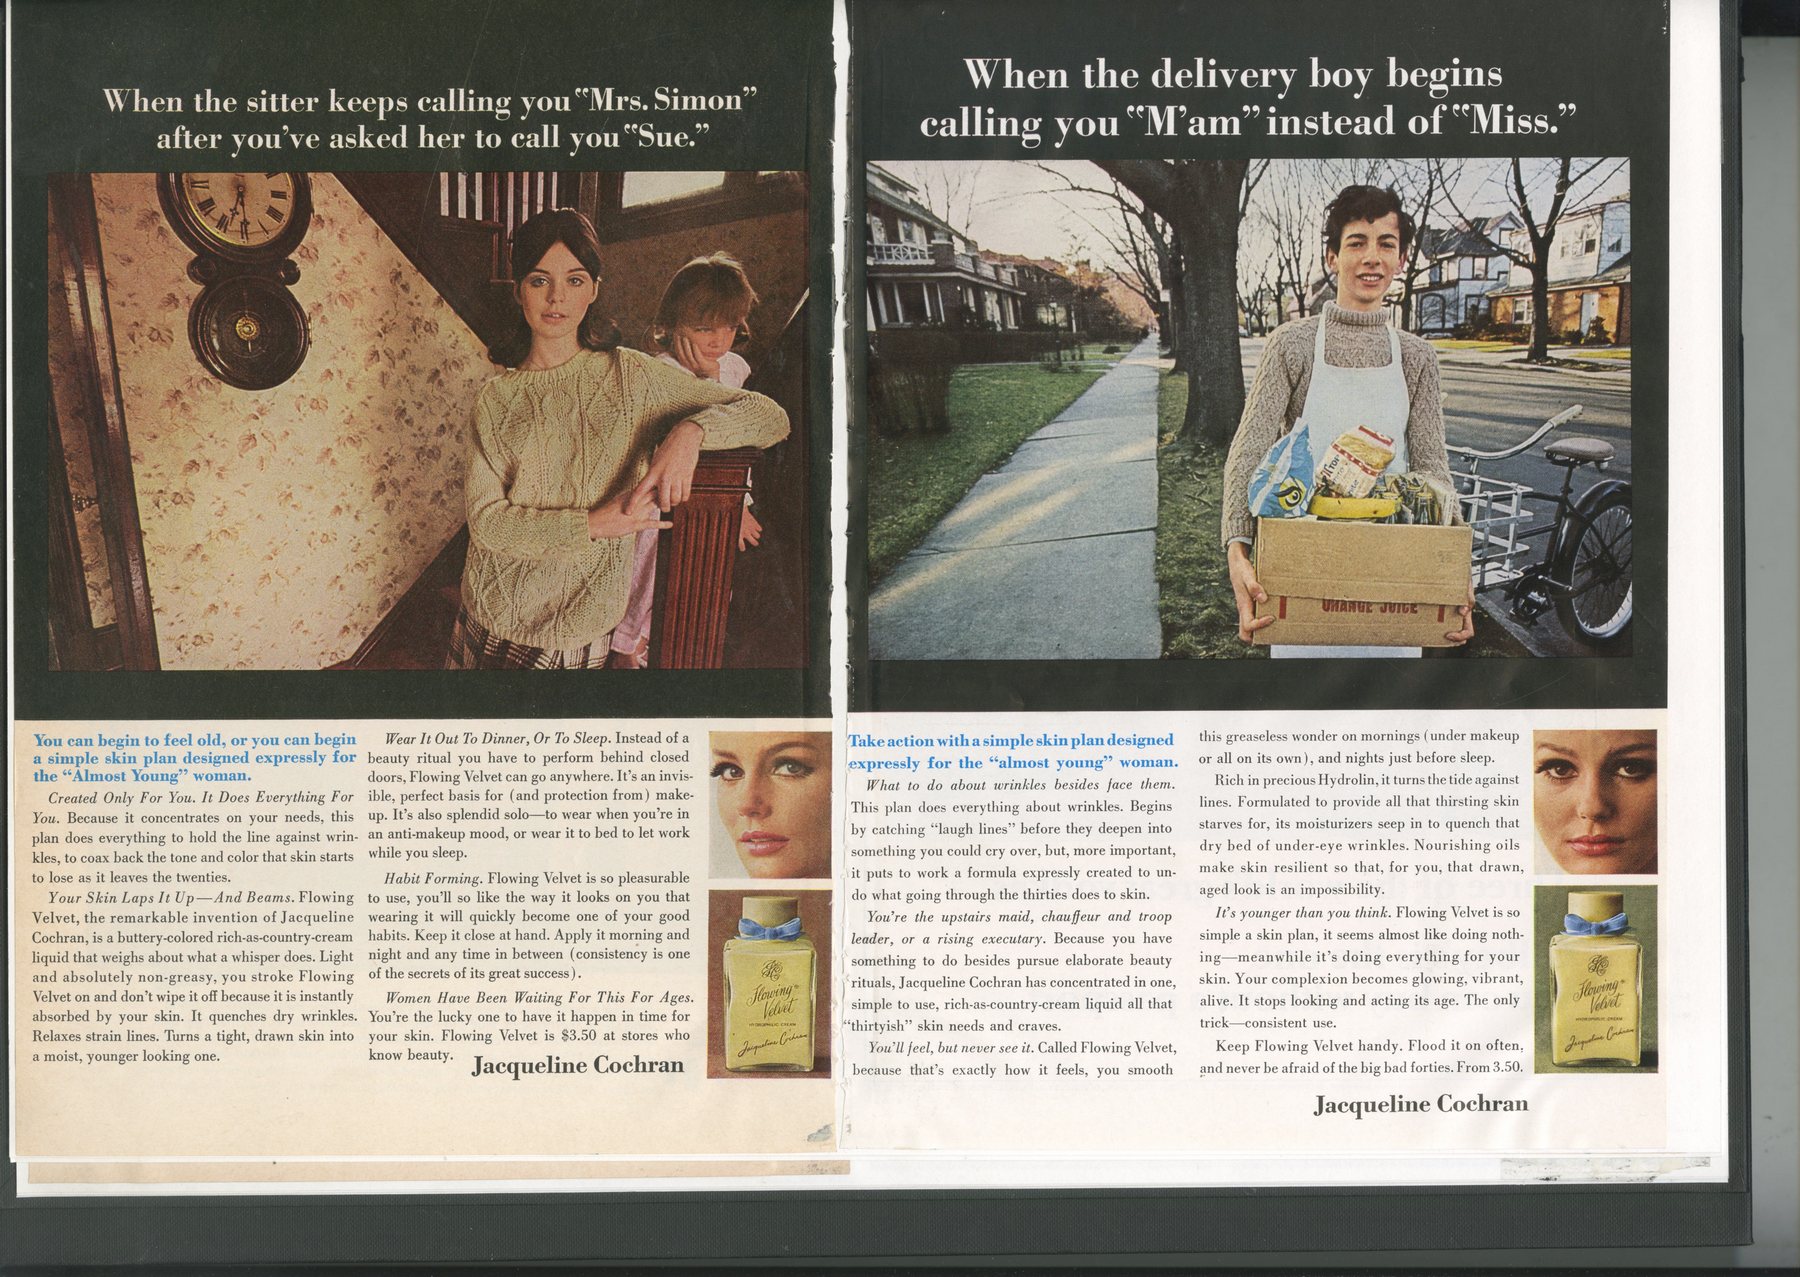 When the sitter keeps calling you "Mrs. Simon"
after you've asked her to call you "Sue."
You can begin to feel old, or you can begin
a simple skin plan designed expressly for
the "Almost Young" woman.
Created Only For You. It Does Everything For
You. Because it concentrates on your needs, this
plan does everything to hold the line against wrin-
kles, to coax back the tone and color that skin starts
to lose as it leaves the twenties.
Your Skin Laps It Up—And Beams. Flowing
Velvet, the remarkable invention of Jacqueline
Cochran, is a buttery-colored rich-as-country-cream
liquid that weighs about what a whisper does. Light
and absolutely non-greasy, you stroke Flowing
Velvet on and don't wipe it off because it is instantly
absorbed by your skin. It quenches dry wrinkles.
Relaxes strain lines. Turns a tight, drawn skin into
a moist, younger looking one.
Wear It Out To Dinner, Or To Sleep. Instead of a
beauty ritual you have to perform behind closed
doors, Flowing Velvet can go anywhere. It's an invis-
ible, perfect basis for (and protection from) make-
up. It's also splendid solo—to wear when you're in
an anti-makeup mood, or wear it to bed to let work
while you sleep.
Habit Forming. Flowing Velvet is so pleasurable
to use, you'll so like the way it looks on you that
wearing it will quickly become one of your good
habits. Keep it close at hand. Apply it morning and
night and any time in between (consistency is one
of the secrets of its great success).
Women Have Been Waiting For This For Ages.
You're the lucky one to have it happen in time for
your skin. Flowing Velvet is $3.50 at stores who
know beauty.
Jacqueline Cochran
JC
Flowing
Velvet
HYDROPHILIC CREAM
Jacqueline Cochran
When the delivery boy begins
calling you "M'am" instead of "Miss."
ORANGE JUICE
Take action with a simple skin plan designed
expressly for the "almost young" woman.
What to do about wrinkles besides face them.
This plan does everything about wrinkles. Begins
by catching "laugh lines" before they deepen into
something you could cry over, but, more important,
it puts to work a formula expressly created to un-
do what going through the thirties does to skin.
You're the upstairs maid, chauffeur and troop
leader, or a rising executary. Because you have
something to do besides pursue elaborate beauty
rituals, Jacqueline Cochran has concentrated in one,
simple to use, rich-as-country-cream liquid all that
"thirtyish" skin needs and craves.
You'll feel, but never see it. Called Flowing Velvet,
because that's exactly how it feels, you smooth
this greaseless wonder on mornings (under makeup
or all on its own), and nights just before sleep.
Rich in precious Hydrolin, it turns the tide against
lines. Formulated to provide all that thirsting skin
starves for, its moisturizers seep in to quench that
dry bed of under-eye wrinkles. Nourishing oils
make skin resilient so that, for you, that drawn,
aged look is an impossibility.
It's younger than you think. Flowing Velvet is so
simple a skin plan, it seems almost like doing noth-
ing—meanwhile it's doing everything for your
skin. Your complexion becomes glowing, vibrant,
alive. It stops looking and acting its age. The only
trick—consistent use.
Keep Flowing Velvet handy. Flood it on often,
and never be afraid of the big bad forties. From 3.50.
Jacqueline Cochran
JC
Flowing
Velvet
HYDROPHILIC CREAM
Jacqueline Cochran